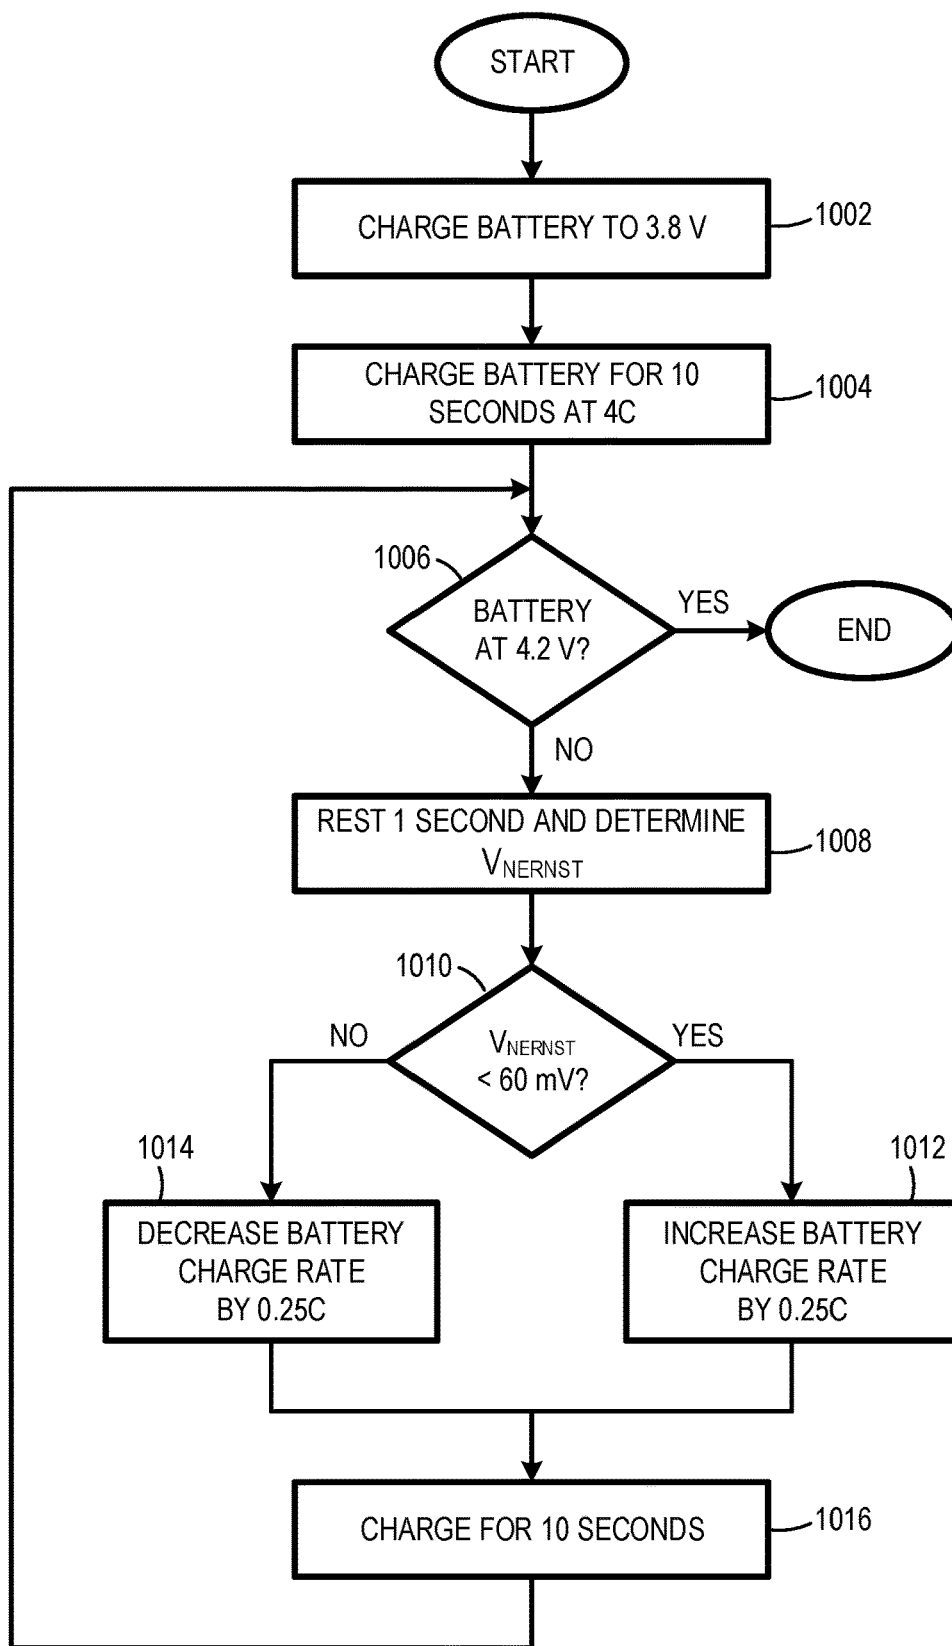 START
CHARGE BATTERY TO 3.8 V
1002
CHARGE BATTERY FOR 10
SECONDS AT 4C
1004
1006
BATTERY
AT 4.2 V?
YES
END
NO
REST 1 SECOND AND DETERMINE
VNERNST
1008
1010
NO
VNERNST
< 60 mV?
YES
1014
1012
DECREASE BATTERY
CHARGE RATE
BY 0.25C
INCREASE BATTERY
CHARGE RATE
BY 0.25C
CHARGE FOR 10 SECONDS
1016